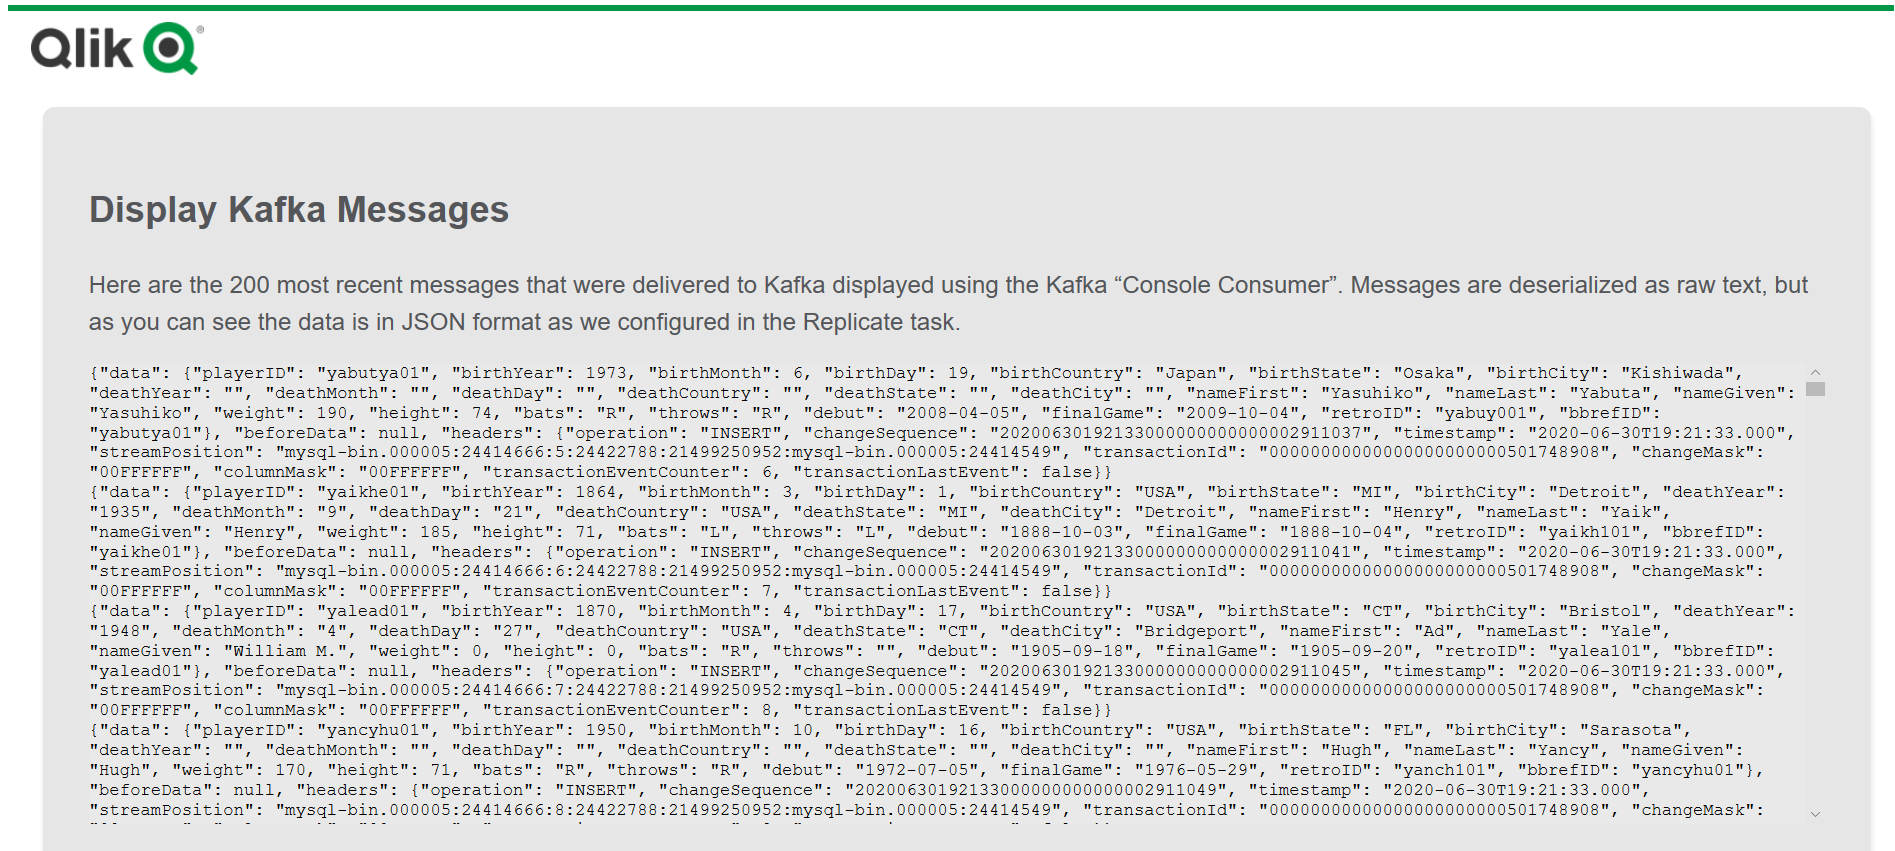 Qlik
Display Kafka Messages
Here are the 200 most recent messages that were delivered to Kafka displayed using the Kafka “Console Consumer”. Messages are deserialized as raw text, but
as you can see the data is in JSON format as we configured in the Replicate task.
{"data": {"playerID": "yabutya01", "birthYear": 1973, "birthMonth": 6, "birthDay": 19, "birthCountry": "Japan", "birthState": "Osaka", "birthCity": "Kishiwada",
"deathYear": "", "deathMonth": "", "deathDay": "", "deathCountry": "", "deathState": "", "deathCity": "", "nameFirst": "Yasuhiko", "nameLast": "Yabuta", "nameGiven":
"Yasuhiko", "weight": 190, "height": 74, "bats": "R", "throws": "R", "debut": "2008-04-05", "finalGame": "2009-10-04", "retroID": "yabuy001", "bbrefID":
"yabutya01"}, "beforeData": null, "headers": {"operation": "INSERT", "changeSequence": "20200630192133000000000000002911037", "timestamp": "2020-06-30T19:21:33.000",
"streamPosition": "mysql-bin.000005:24414666:5:24422788:21499250952:mysql-bin.000005:24414549", "transactionId": "00000000000000000000000501748908", "changeMask":
"00FFFFFF", "columnMask": "00FFFFFF", "transactionEventCounter": 6, "transactionLastEvent": false}}
{"data": {"playerID": "yaikhe01", "birthYear": 1864, "birthMonth": 3, "birthDay": 1, "birthCountry": "USA", "birthState": "MI", "birthCity": "Detroit", "deathYear":
"1935", "deathMonth": "9", "deathDay": "21", "deathCountry": "USA", "deathState": "MI", "deathCity": "Detroit", "nameFirst": "Henry", "nameLast": "Yaik",
"nameGiven": "Henry", "weight": 185, "height": 71, "bats": "L", "throws": "L", "debut": "1888-10-03", "finalGame": "1888-10-04", "retroID": "yaikh101", "bbrefID":
"yaikhe01"}, "beforeData": null, "headers": {"operation": "INSERT", "changeSequence": "20200630192133000000000000002911041", "timestamp": "2020-06-30T19:21:33.000",
"streamPosition": "mysql-bin.000005:24414666:6:24422788:21499250952:mysql-bin.000005:24414549", "transactionId": "00000000000000000000000501748908", "changeMask":
"00FFFFFF", "columnMask": "00FFFFFF", "transactionEventCounter": 7, "transactionLastEvent": false}}
{"data": {"playerID": "yalead01", "birthYear": 1870, "birthMonth": 4, "birthDay": 17, "birthCountry": "USA", "birthState": "CT", "birthCity": "Bristol", "deathYear":
"1948", "deathMonth": "4", "deathDay": "27", "deathCountry": "USA", "deathState": "CT", "deathCity": "Bridgeport", "nameFirst": "Ad", "nameLast": "Yale",
"nameGiven": "William M.", "weight": 0, "height": 0, "bats": "R", "throws": "", "debut": "1905-09-18", "finalGame": "1905-09-20", "retroID": "yalea101", "bbrefID":
"yalead01"}, "beforeData": null, "headers": {"operation": "INSERT", "changeSequence": "20200630192133000000000000002911045", "timestamp": "2020-06-30T19:21:33.000",
"streamPosition": "mysql-bin.000005:24414666:7:24422788:21499250952:mysql-bin.000005:24414549", "transactionId": "00000000000000000000000501748908", "changeMask":
"00FFFFFF", "columnMask": "00FFFFFF", "transactionEventCounter": 8, "transactionLastEvent": false}}
{"data": {"playerID": "yancyhu01", "birthYear": 1950, "birthMonth": 10, "birthDay": 16, "birthCountry": "USA", "birthState": "FL", "birthCity": "Sarasota",
"deathYear": "", "deathMonth": "", "deathDay": "", "deathCountry": "", "deathState": "", "deathCity": "", "nameFirst": "Hugh", "nameLast": "Yancy", "nameGiven":
"Hugh", "weight": 170, "height": 71, "bats": "R", "throws": "R", "debut": "1972-07-05", "finalGame": "1976-05-29", "retroID": "yanch101", "bbrefID": "yancyhu01"},
"beforeData": null, "headers": {"operation": "INSERT", "changeSequence": "20200630192133000000000000002911049", "timestamp": "2020-06-30T19:21:33.000",
"streamPosition": "mysql-bin.000005:24414666:8:24422788:21499250952:mysql-bin.000005:24414549", "transactionId": "00000000000000000000000501748908", "changeMask":